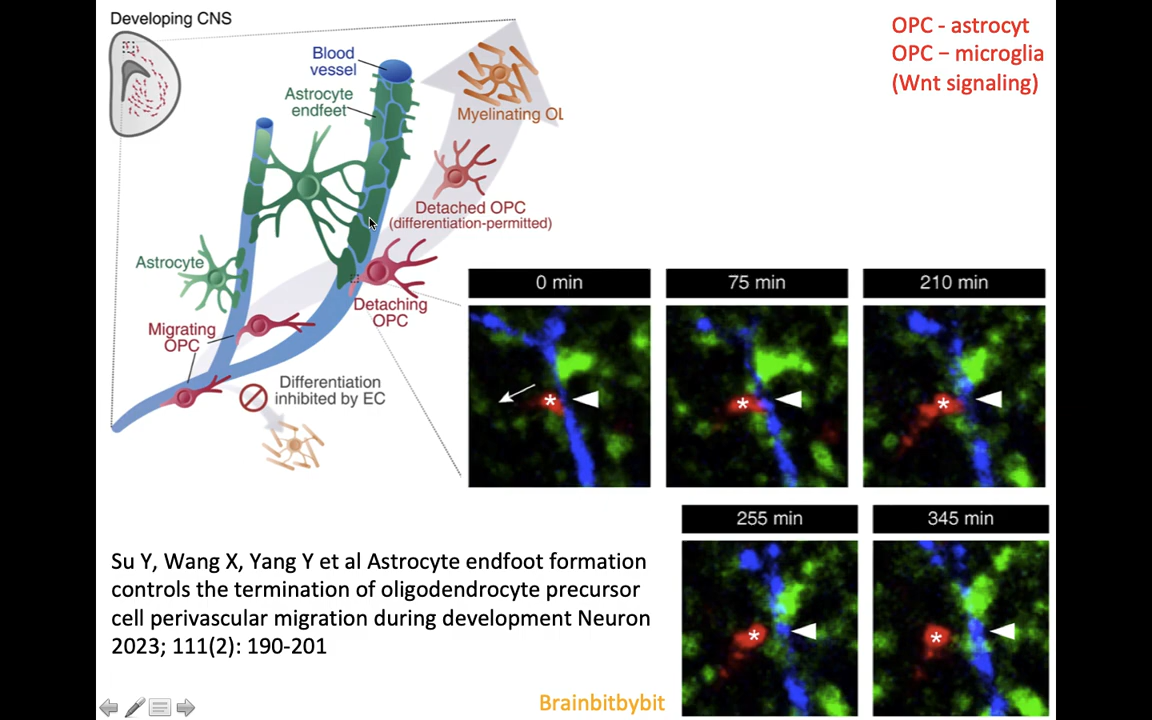 Developing CNS
OPC - astrocyt
OPC – microglia
(Wnt signaling)
Blood
vessel
Astrocyte
endfeet
Myelinating OL
Detached OPC
(differentiation-permitted)
Astrocyte
Detaching
OPC
Migrating
OPC
Differentiation
inhibited by EC
0 min
75 min
210 min
*
*
*
255 min
345 min
*
*
Su Y, Wang X, Yang Y et al Astrocyte endfoot formation
controls the termination of oligodendrocyte precursor
cell perivascular migration during development Neuron
2023; 111(2): 190-201
Brainbitbybit